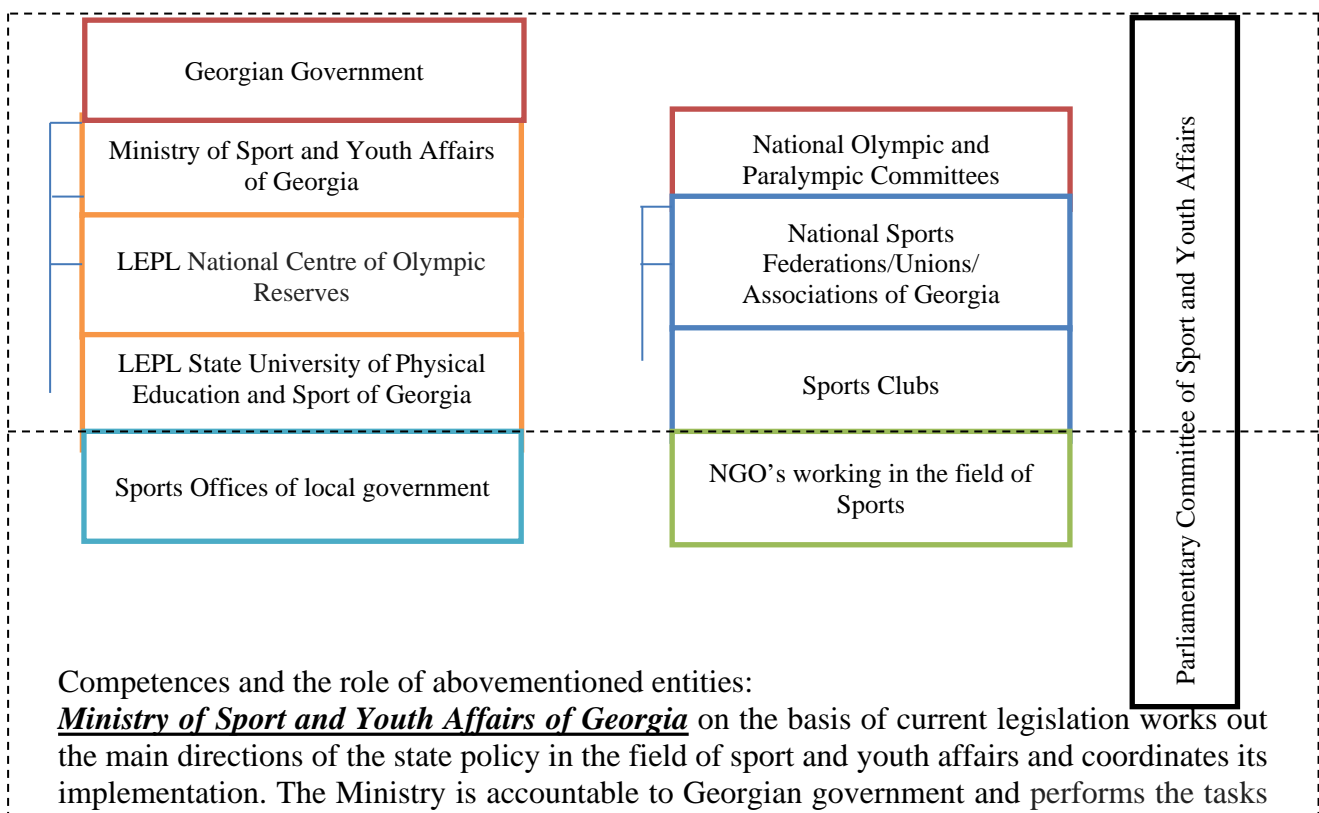 Georgian Government
Ministry of Sport and Youth Affairs
of Georgia
LEPL National Centre of Olympic
Reserves
LEPL State University of Physical
Education and Sport of Georgia
Sports Offices of local government
National Olympic and
Paralympic Committees
National Sports
Federations/Unions/
Associations of Georgia
Sports Clubs
NGO’s working in the field of
Sports
Parliamentary Committee of Sport and Youth Affairs
Competences and the role of abovementioned entities:
Ministry of Sport and Youth Affairs of Georgia on the basis of current legislation works out
the main directions of the state policy in the field of sport and youth affairs and coordinates its
implementation. The Ministry is accountable to Georgian government and performs the tasks